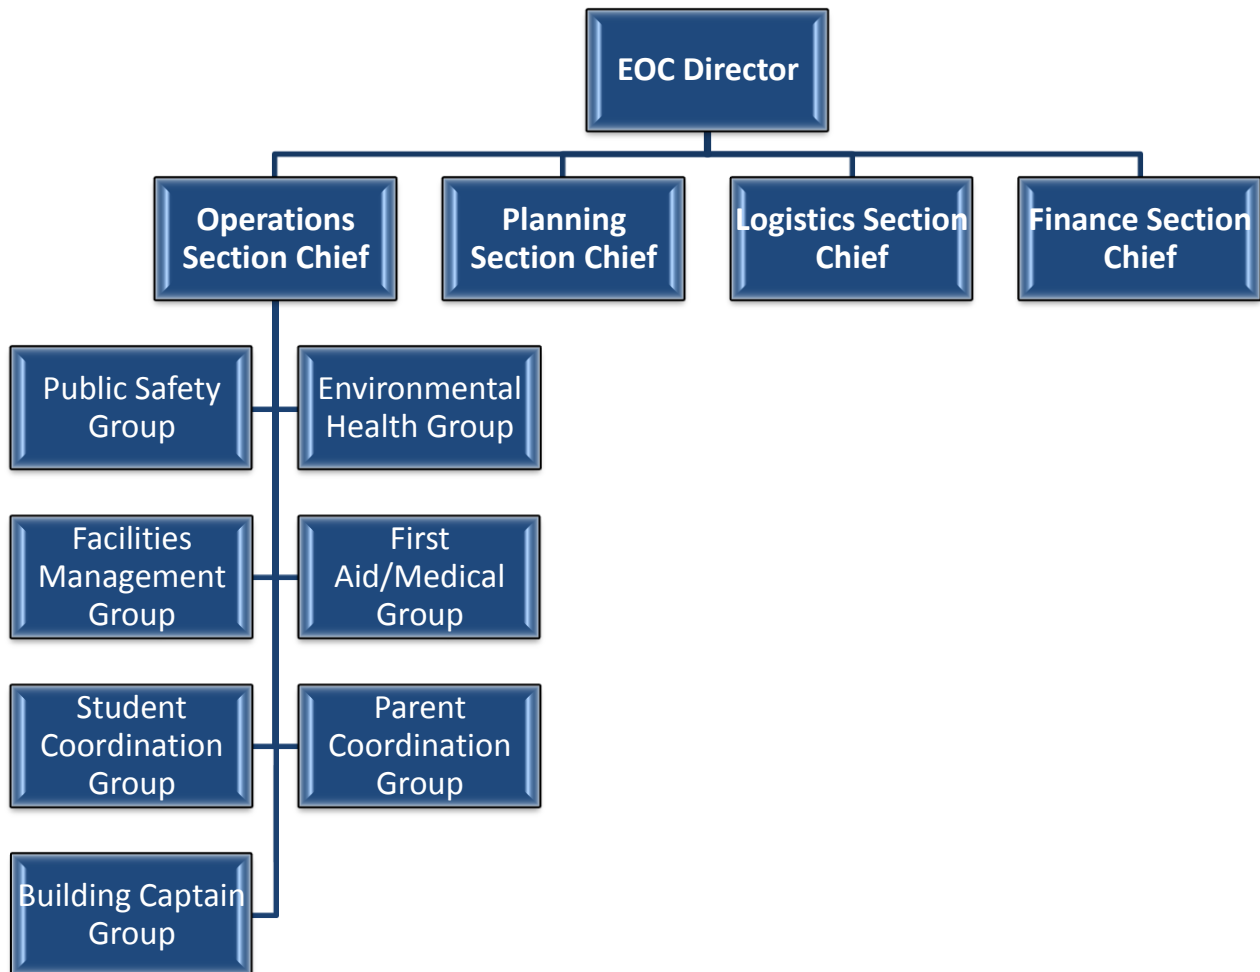 EOC Director
Operations
Section Chief
Planning
Section Chief
Logistics Section
Chief
Finance Section
Chief
Public Safety
Group
Environmental
Health Group
Facilities
Management
Group
First
Aid/Medical
Group
Student
Coordination
Group
Parent
Coordination
Group
Building Captain
Group